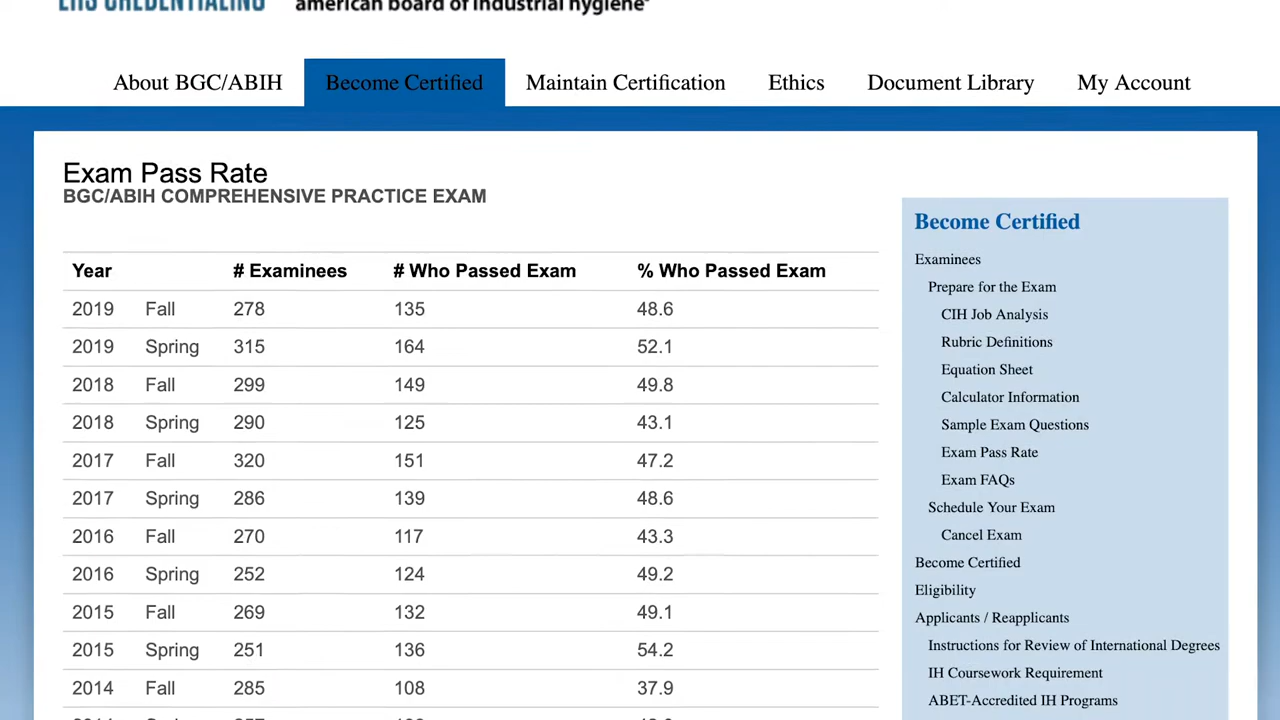 EHS CREDENTIALING american board of industrial hygiene®
About BGC/ABIH Become Certified Maintain Certification Ethics Document Library My Account
Exam Pass Rate
BGC/ABIH COMPREHENSIVE PRACTICE EXAM
Year # Examinees # Who Passed Exam % Who Passed Exam
2019 Fall 278 135 48.6
2019 Spring 315 164 52.1
2018 Fall 299 149 49.8
2018 Spring 290 125 43.1
2017 Fall 320 151 47.2
2017 Spring 286 139 48.6
2016 Fall 270 117 43.3
2016 Spring 252 124 49.2
2015 Fall 269 132 49.1
2015 Spring 251 136 54.2
2014 Fall 285 108 37.9
Become Certified
Examinees
Prepare for the Exam
CIH Job Analysis
Rubric Definitions
Equation Sheet
Calculator Information
Sample Exam Questions
Exam Pass Rate
Exam FAQs
Schedule Your Exam
Cancel Exam
Become Certified
Eligibility
Applicants / Reapplicants
Instructions for Review of International Degrees
IH Coursework Requirement
ABET-Accredited IH Programs